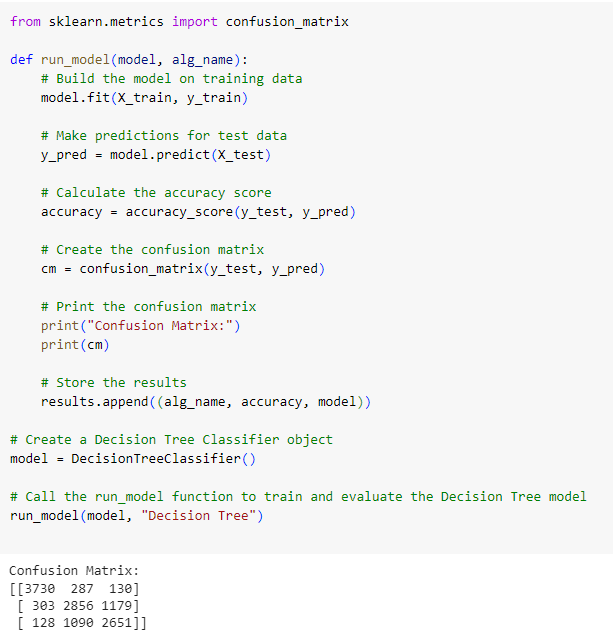 from sklearn.metrics import confusion_matrix
def run_model(model, alg_name):
    # Build the model on training data
    model.fit(X_train, y_train)
    # Make predictions for test data
    y_pred = model.predict(X_test)
    # Calculate the accuracy score
    accuracy = accuracy_score(y_test, y_pred)
    # Create the confusion matrix
    cm = confusion_matrix(y_test, y_pred)
    # Print the confusion matrix
    print("Confusion Matrix:")
    print(cm)
    # Store the results
    results.append((alg_name, accuracy, model))
# Create a Decision Tree Classifier object
model = DecisionTreeClassifier()
# Call the run_model function to train and evaluate the Decision Tree model
run_model(model, "Decision Tree")
Confusion Matrix:
[[3730  287  130]
 [ 303 2856 1179]
 [ 128 1090 2651]]